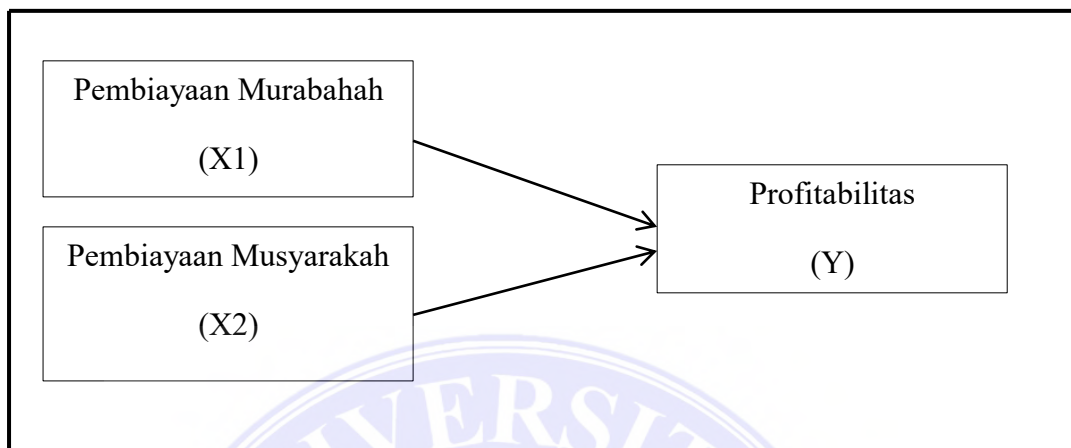 Pembiayaan Murabahah
(X1)
Pembiayaan Musyarakah
(X2)
Profitabilitas
(Y)